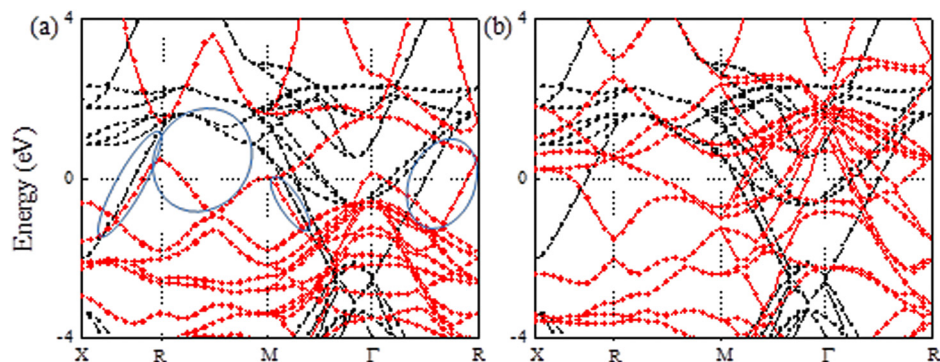 (a) 4 (b) 4
Energy (eV)
0 0
-4 -4
X R M Γ R X R M Γ R